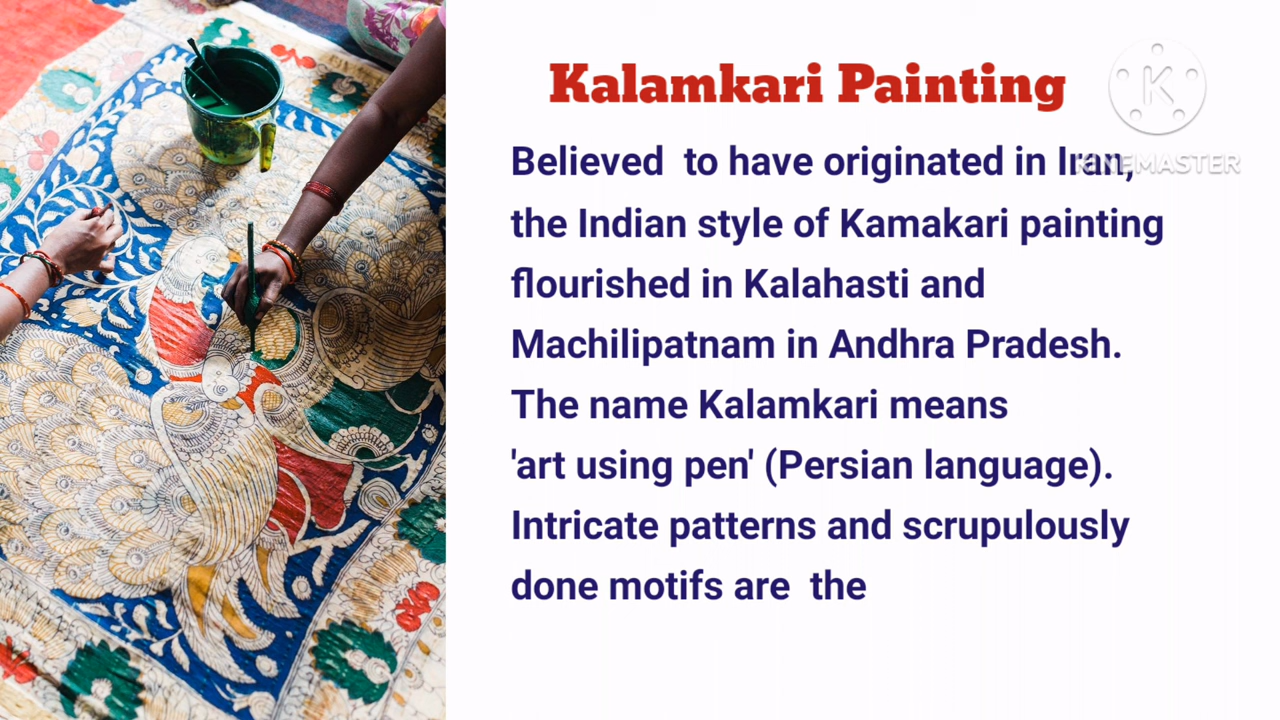 Kalamkari Painting
K
KINEMASTER
Believed to have originated in Iran,
the Indian style of Kamakari painting
flourished in Kalahasti and
Machilipatnam in Andhra Pradesh.
The name Kalamkari means
'art using pen' (Persian language).
Intricate patterns and scrupulously
done motifs are the